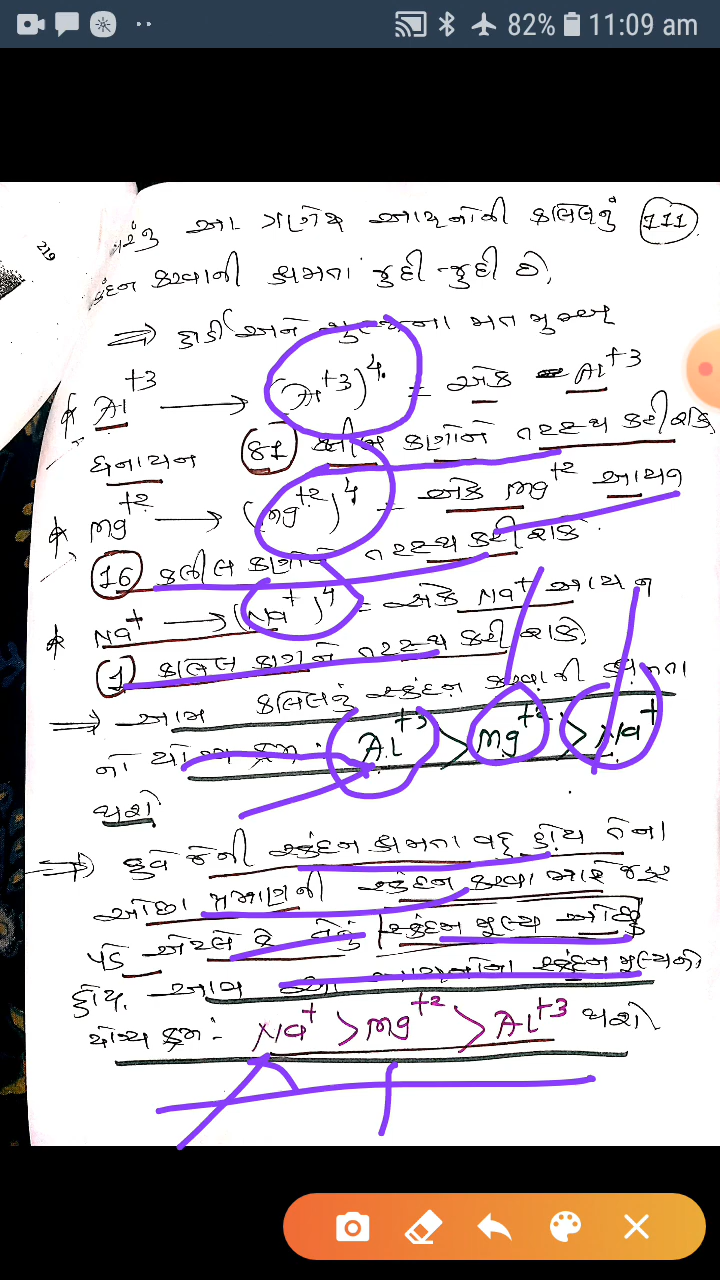 82% 11:09 am
219
પરંતુ આ ત્રણેય આયનોની કલિલનું 111
સ્કંદન કરવાની ક્ષમતા જુદી-જુદી છે.
⇒ હાર્ડી અને ના મત મુજબ
* Al+3 → (Al+3)4 = એક Al+3
ધનાયન 81 કલીલ કણોને તટસ્થ કરી શકે
* mg+2 → (mg+2)4 = એક mg+2 આયન
16 કલીલ કણોને તટસ્થ કરી શકે.
* Na+ → (Na+)4 = એક Na+ આયન
1 કલિલ કણને તટસ્થ કરી શકે.
⇒ આમ કલિલનું સ્કંદન કરવાની ક્ષમતા
નો યોગ્ય ક્રમ : Al+3 > mg+2 > Na+
થશે
⇒ હવે જેની સ્કંદન ક્ષમતા વધુ હોય તેના
ઓછા પ્રમાણની સ્કંદન કરવા માટે જરૂર
પડે એટલે કે તેનું સ્કંદન મૂલ્ય ઓછું
હોય. આમ આયનોના સ્કંદન મૂલ્યનો
યોગ્ય ક્રમ :- Na+ > mg+2 > Al+3 થશે.